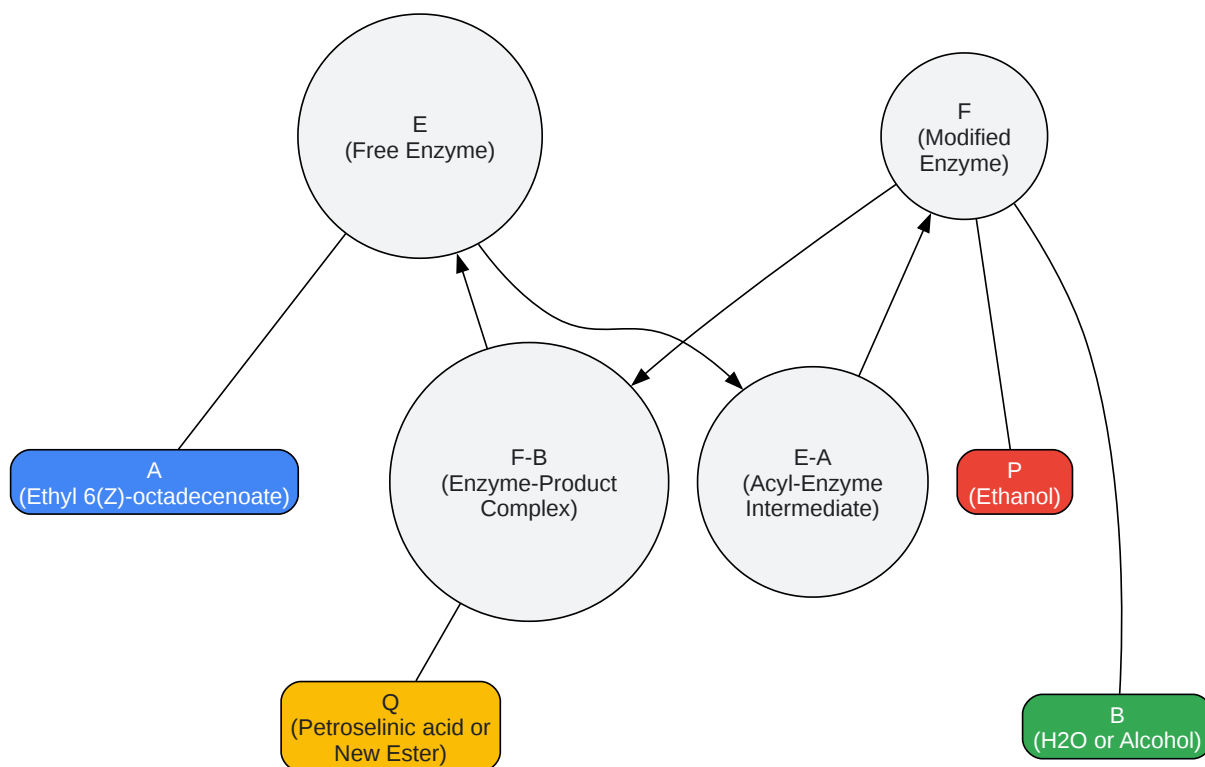 E
(Free Enzyme)
F
(Modified
Enzyme)
A
(Ethyl 6(Z)-octadecenoate)
F-B
(Enzyme-Product
Complex)
E-A
(Acyl-Enzyme
Intermediate)
P
(Ethanol)
Q
(Petroselinic acid or
New Ester)
B
(H2O or Alcohol)